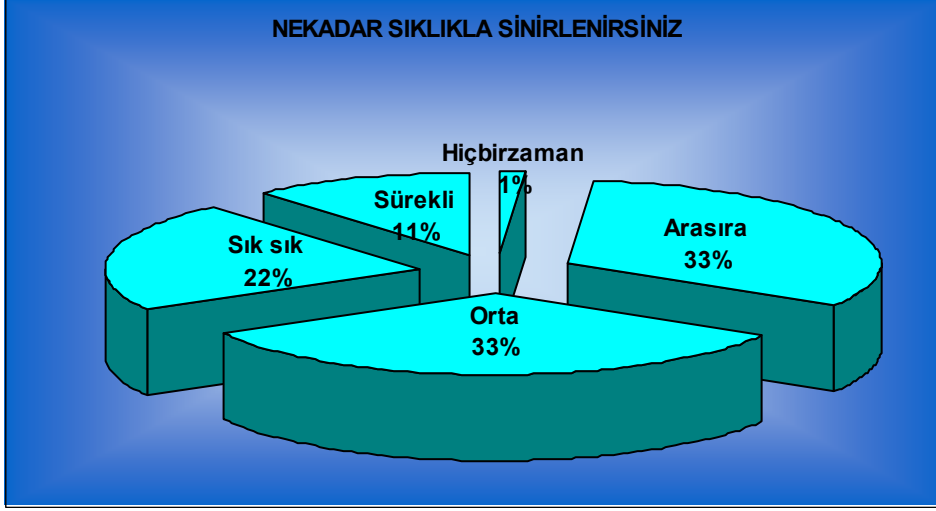 NEKADAR SIKLIKLA SİNİRLENİRSİNİZ
Hiçbirzaman
1%
Arasıra
33%
Orta
33%
Sık sık
22%
Sürekli
11%